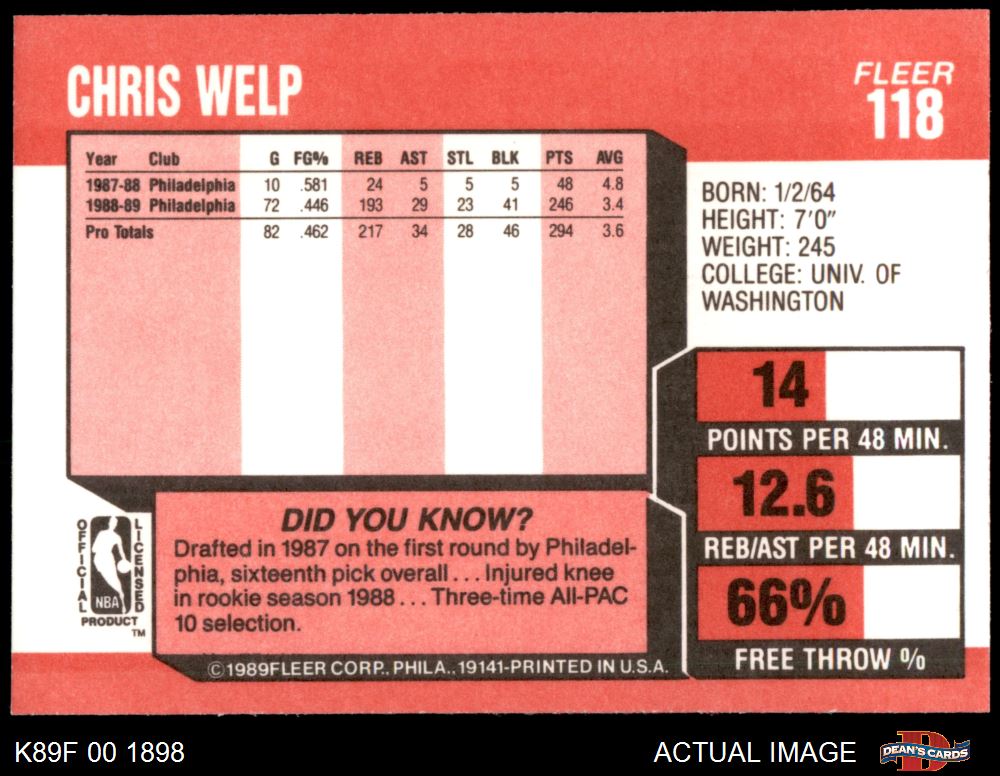 CHRIS WELP
FLEER
118
Year Club G FG% REB AST STL BLK PTS AVG
1987-88 Philadelphia 10 .581 24 5 5 5 48 4.8
1988-89 Philadelphia 72 .446 193 29 23 41 246 3.4
Pro Totals 82 .462 217 34 28 46 294 3.6
BORN: 1/2/64
HEIGHT: 7'0"
WEIGHT: 245
COLLEGE: UNIV. OF
WASHINGTON
14
POINTS PER 48 MIN.
12.6
REB/AST PER 48 MIN.
66%
FREE THROW %
OFFICIAL
LICENSED
NBA
PRODUCT
TM
DID YOU KNOW?
Drafted in 1987 on the first round by Philadel-
phia, sixteenth pick overall . . . Injured knee
in rookie season 1988 . . . Three-time All-PAC
10 selection.
©1989FLEER CORP., PHILA., 19141-PRINTED IN U.S.A.
K89F 00 1898
ACTUAL IMAGE
D
DEAN'S CARDS